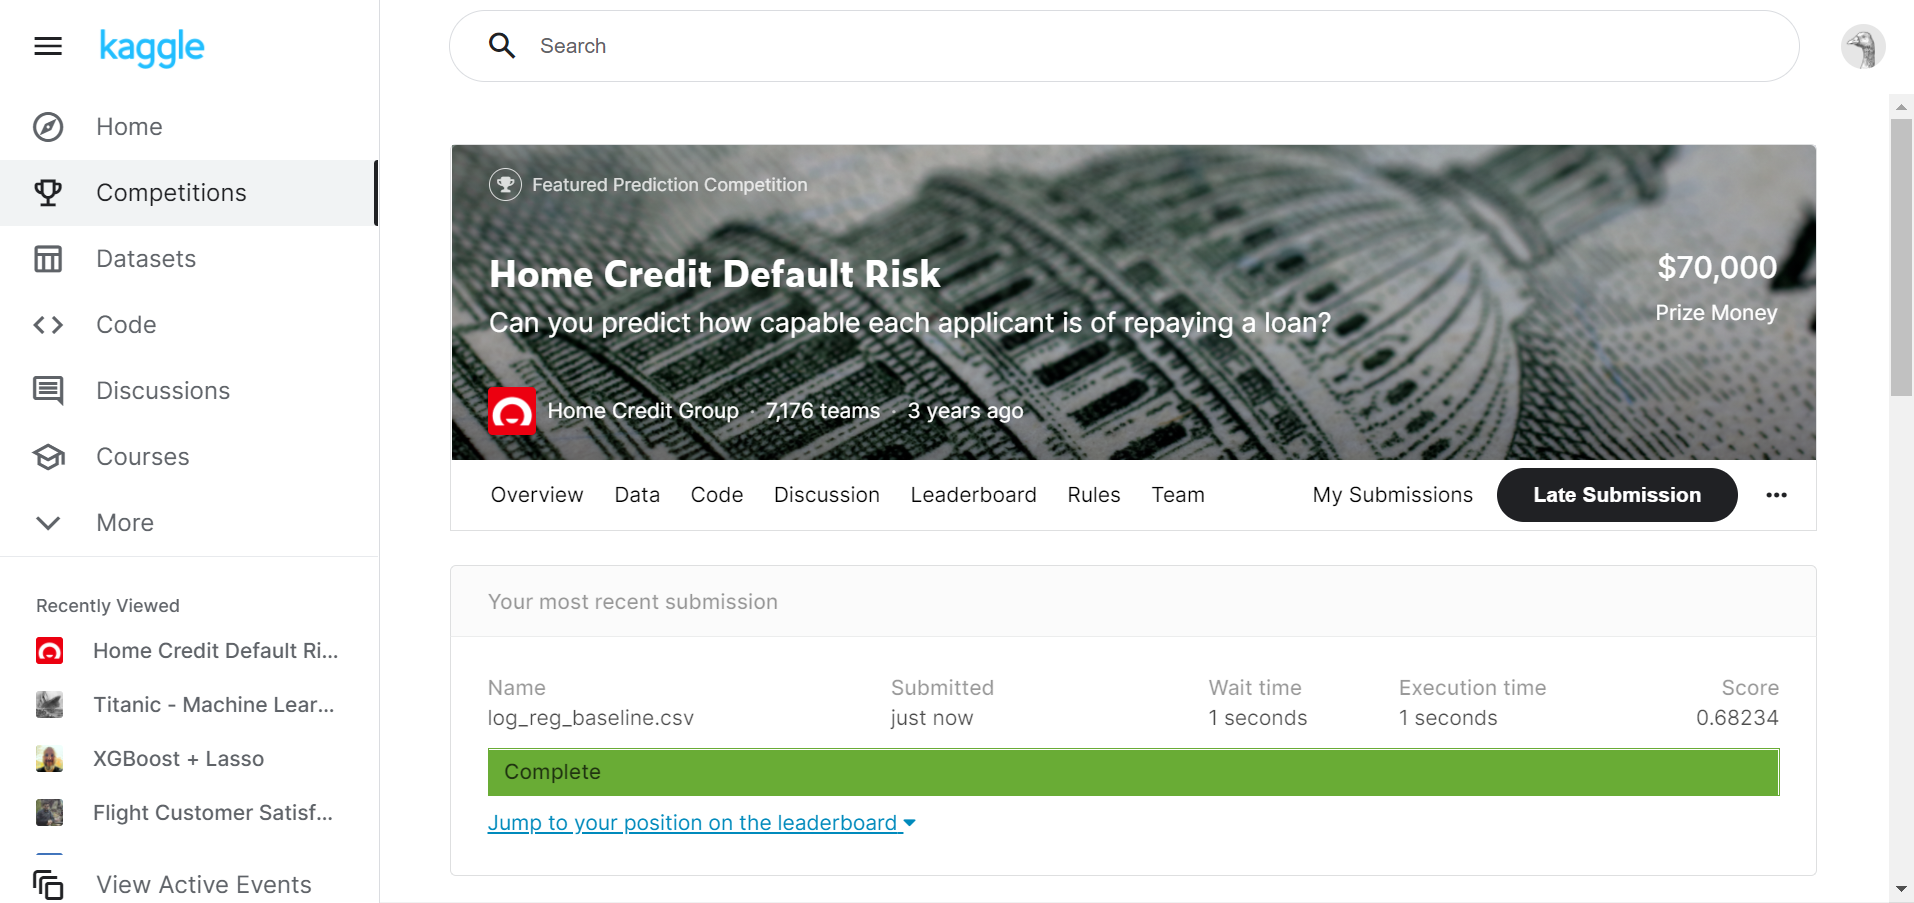 kaggle
Search
Home
Competitions
Datasets
Code
Discussions
Courses
More
Recently Viewed
Home Credit Default Ri...
Titanic - Machine Lear...
XGBoost + Lasso
Flight Customer Satisf...
View Active Events
Featured Prediction Competition
Home Credit Default Risk
Can you predict how capable each applicant is of repaying a loan?
$70,000
Prize Money
Home Credit Group · 7,176 teams · 3 years ago
Overview Data Code Discussion Leaderboard Rules Team My Submissions Late Submission ...
Your most recent submission
Name Submitted Wait time Execution time Score
log_reg_baseline.csv just now 1 seconds 1 seconds 0.68234
Complete
Jump to your position on the leaderboard